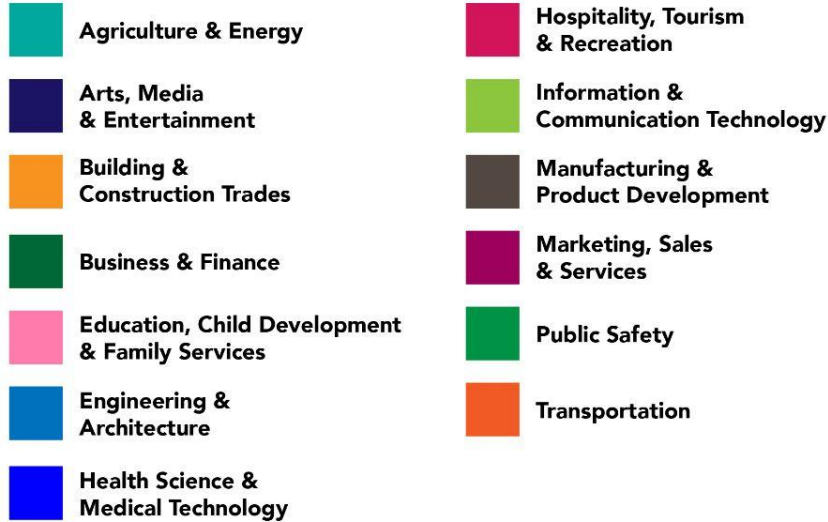 Agriculture & Energy
Arts, Media
& Entertainment
Building &
Construction Trades
Business & Finance
Education, Child Development
& Family Services
Engineering &
Architecture
Health Science &
Medical Technology
Hospitality, Tourism
& Recreation
Information &
Communication Technology
Manufacturing &
Product Development
Marketing, Sales
& Services
Public Safety
Transportation